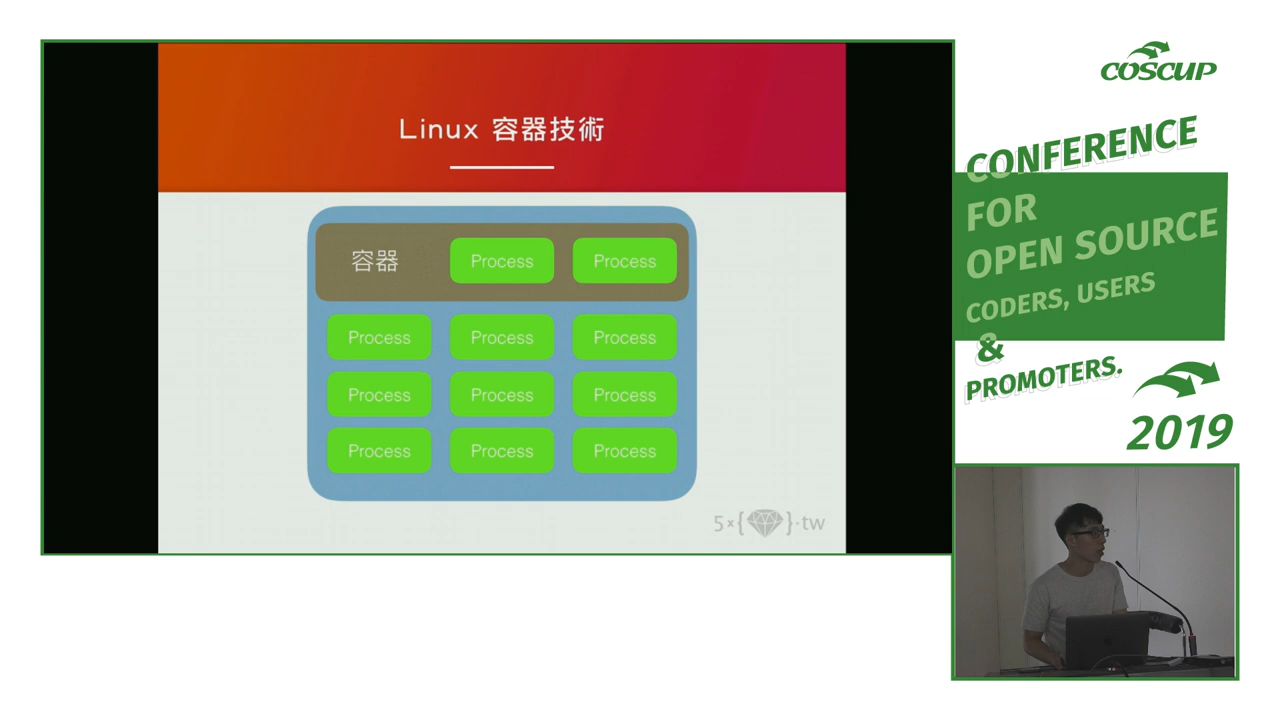 Linux 容器技術
容器 Process Process
Process Process Process
Process Process Process
Process Process Process
5×{ }·tw
COSCUP
CONFERENCE
FOR
OPEN SOURCE
CODERS, USERS
&
PROMOTERS.
2019